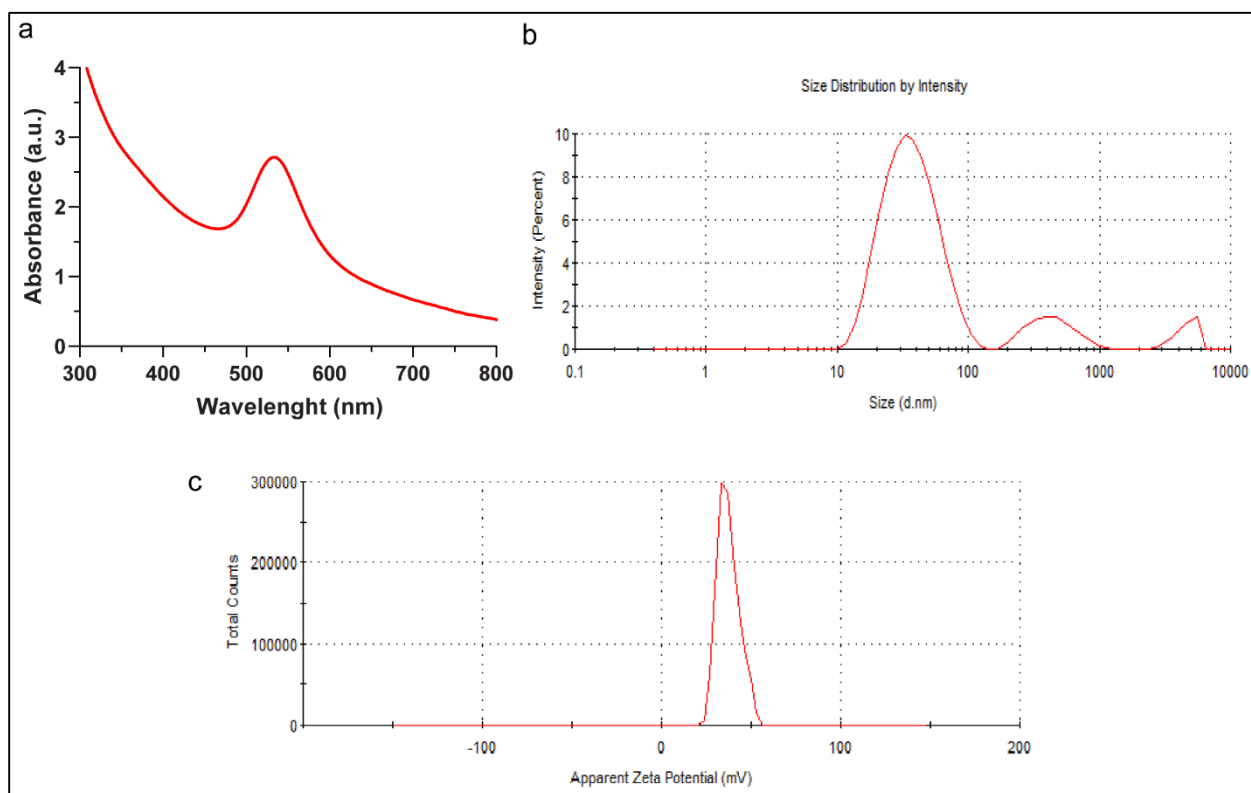 a
Absorbance (a.u.)
4
3
2
1
0
300 400 500 600 700 800
Wavelenght (nm)
b
Size Distribution by Intensity
Intensity (Percent)
10
8
6
4
2
0
0.1 1 10 100 1000 10000
Size (d.nm)
c
Total Counts
300000
200000
100000
0
-100 0 100 200
Apparent Zeta Potential (mV)